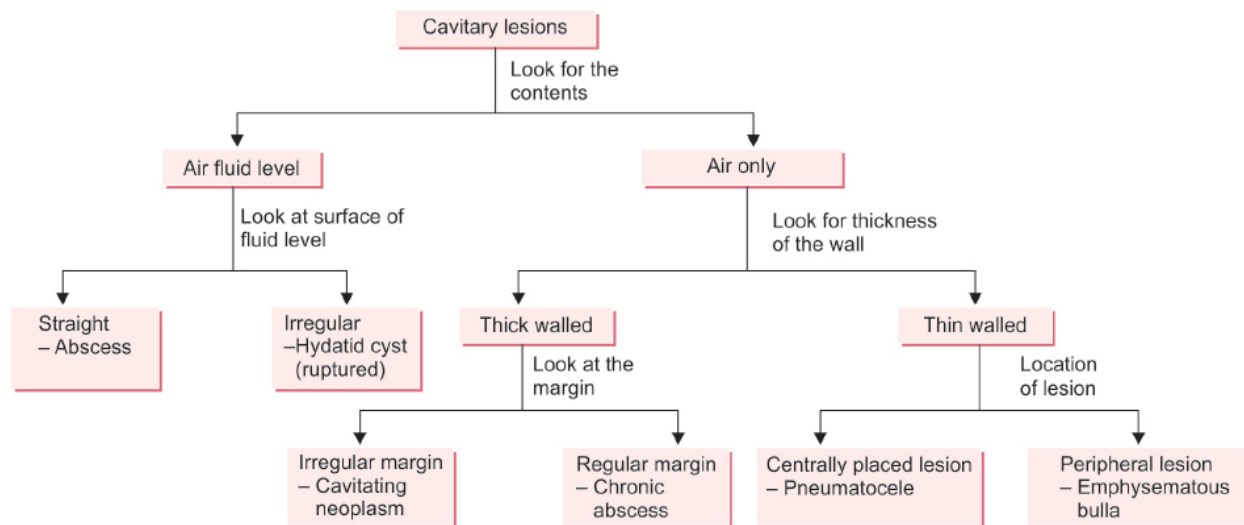 Cavitary lesions
Look for the
contents
Air fluid level
Air only
Look at surface of
fluid level
Look for thickness
of the wall
Straight
– Abscess
Irregular
–Hydatid cyst
(ruptured)
Thick walled
Thin walled
Look at the
margin
Location
of lesion
Irregular margin
– Cavitating
neoplasm
Regular margin
– Chronic
abscess
Centrally placed lesion
– Pneumatocele
Peripheral lesion
– Emphysematous
bulla